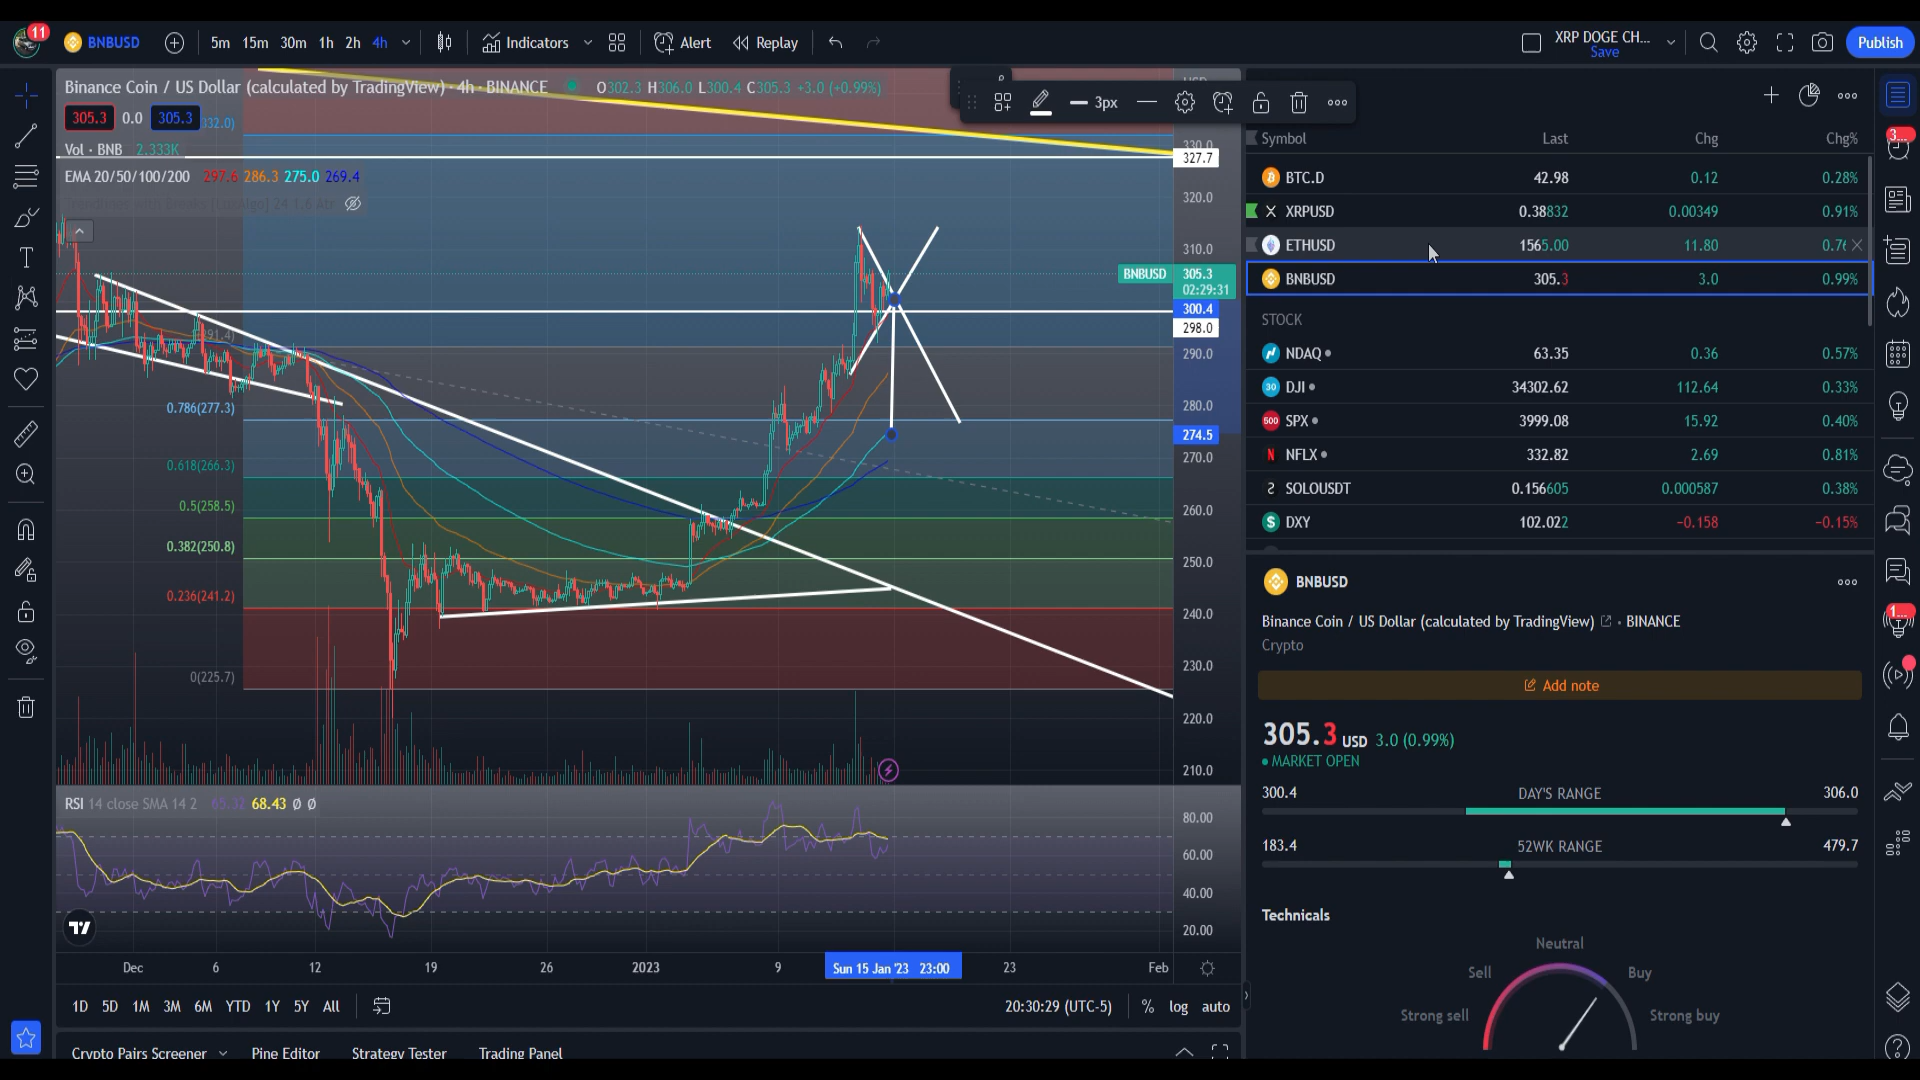 11
BNBUSD 5m 15m 30m 1h 2h 4h Indicators Alert Replay XRP DOGE CH... Save Publish
Binance Coin / US Dollar (calculated by TradingView) · 4h · BINANCE O302.3 H306.0 L300.4 C305.3 +3.0 (+0.99%)
305.3 0.0 305.3 332.0)
Vol · BNB 2.333K
EMA 20/50/100/200 297.6 286.3 275.0 269.4
3px
330.0
327.7
320.0
310.0
BNBUSD 305.3
02:29:31
300.4
298.0
290.0
280.0
274.5
270.0
260.0
250.0
240.0
230.0
220.0
210.0
(291.4)
0.786(277.3)
0.618(266.3)
0.5(258.5)
0.382(250.8)
0.236(241.2)
0(225.7)
RSI 14 close SMA 14 2 65.32 68.43 Ø Ø
80.00
60.00
40.00
20.00
Dec 6 12 19 26 2023 9 Sun 15 Jan '23 23:00 23 Feb
1D 5D 1M 3M 6M YTD 1Y 5Y All 20:30:29 (UTC-5) % log auto
Crypto Pairs Screener Pine Editor Strategy Tester Trading Panel
Symbol Last Chg Chg%
BTC.D 42.98 0.12 0.28%
XRPUSD 0.38832 0.00349 0.91%
ETHUSD 1565.00 11.80
BNBUSD 305.3 3.0 0.99%
STOCK
NDAQ 63.35 0.36 0.57%
DJI 34302.62 112.64 0.33%
SPX 3999.08 15.92 0.40%
NFLX 332.82 2.69 0.81%
SOLOUSDT 0.156605 0.000587 0.38%
DXY 102.022 −0.158 −0.15%
BNBUSD
Binance Coin / US Dollar (calculated by TradingView) · BINANCE
Crypto
Add note
305.3 USD 3.0 (0.99%)
MARKET OPEN
300.4 DAY'S RANGE 306.0
183.4 52WK RANGE 479.7
Technicals
Neutral
Sell Buy
Strong sell Strong buy